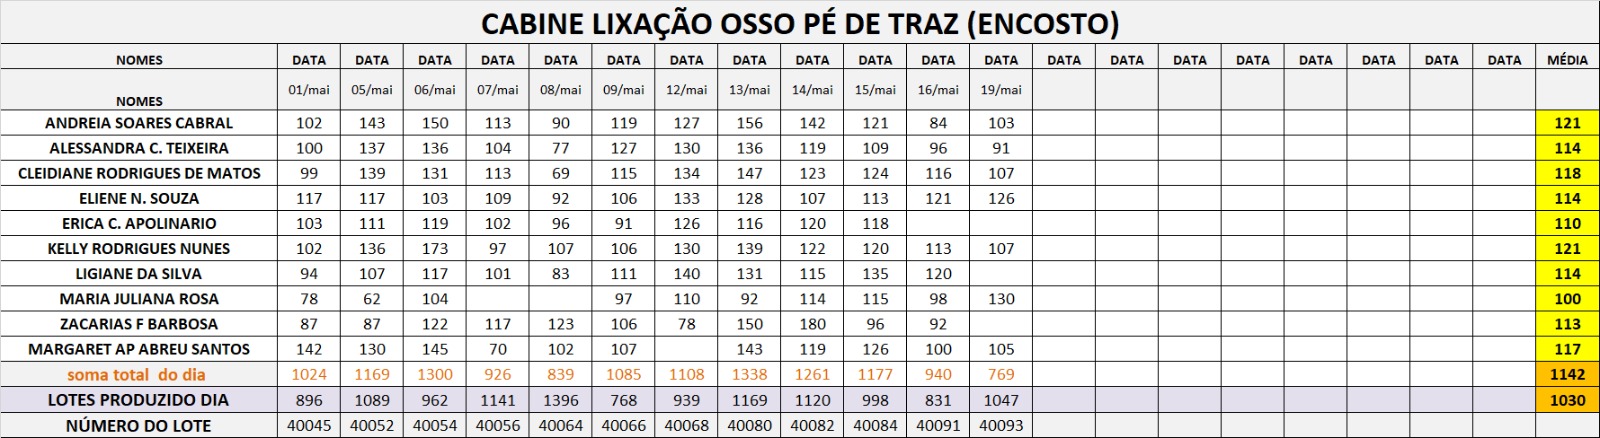 CABINE LIXAÇÃO OSSO PÉ DE TRAZ (ENCOSTO)
NOMES DATA DATA DATA DATA DATA DATA DATA DATA DATA DATA DATA DATA DATA DATA DATA DATA DATA DATA DATA DATA MÉDIA
NOMES 01/mai 05/mai 06/mai 07/mai 08/mai 09/mai 12/mai 13/mai 14/mai 15/mai 16/mai 19/mai
ANDREIA SOARES CABRAL 102 143 150 113 90 119 127 156 142 121 84 103 121
ALESSANDRA C. TEIXEIRA 100 137 136 104 77 127 130 136 119 109 96 91 114
CLEIDIANE RODRIGUES DE MATOS 99 139 131 113 69 115 134 147 123 124 116 107 118
ELIENE N. SOUZA 117 117 103 109 92 106 133 128 107 113 121 126 114
ERICA C. APOLINARIO 103 111 119 102 96 91 126 116 120 118 110
KELLY RODRIGUES NUNES 102 136 173 97 107 106 130 139 122 120 113 107 121
LIGIANE DA SILVA 94 107 117 101 83 111 140 131 115 135 120 114
MARIA JULIANA ROSA 78 62 104 97 110 92 114 115 98 130 100
ZACARIAS F BARBOSA 87 87 122 117 123 106 78 150 180 96 92 113
MARGARET AP ABREU SANTOS 142 130 145 70 102 107 143 119 126 100 105 117
soma total do dia 1024 1169 1300 926 839 1085 1108 1338 1261 1177 940 769 1142
LOTES PRODUZIDO DIA 896 1089 962 1141 1396 768 939 1169 1120 998 831 1047 1030
NÚMERO DO LOTE 40045 40052 40054 40056 40064 40066 40068 40080 40082 40084 40091 40093